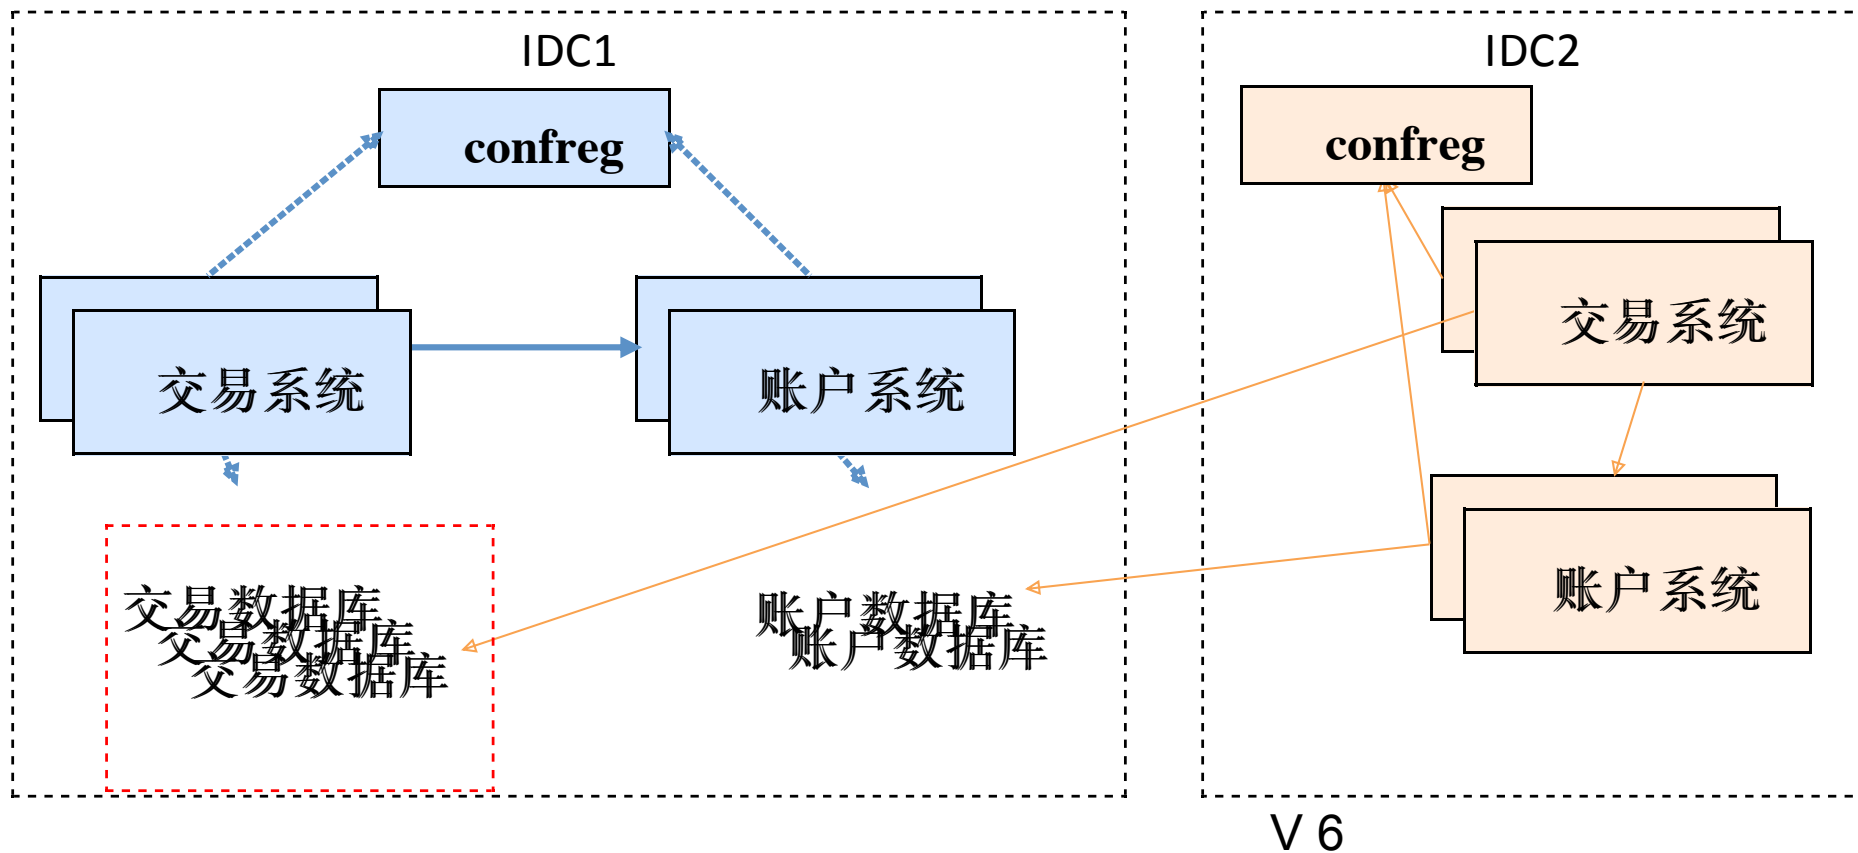 IDC1
confreg
交易系统
账户系统
交易数据库
交易数据库
交易数据库
账户数据库
账户数据库
IDC2
confreg
交易系统
账户系统
V 6